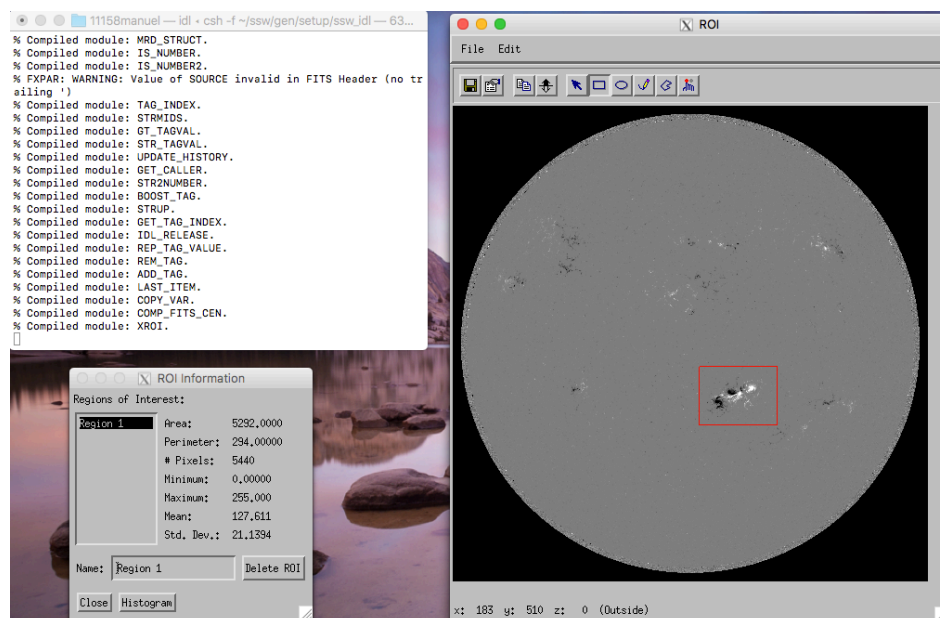 11158manuel — idl • csh -f ~/ssw/gen/setup/ssw_idl — 63...
% Compiled module: MRD_STRUCT.
% Compiled module: IS_NUMBER.
% Compiled module: IS_NUMBER2.
% FXPAR: WARNING: Value of SOURCE invalid in FITS Header (no tr
ailing ')
% Compiled module: TAG_INDEX.
% Compiled module: STRMIDS.
% Compiled module: GT_TAGVAL.
% Compiled module: STR_TAGVAL.
% Compiled module: UPDATE_HISTORY.
% Compiled module: GET_CALLER.
% Compiled module: STR2NUMBER.
% Compiled module: BOOST_TAG.
% Compiled module: STRUP.
% Compiled module: GET_TAG_INDEX.
% Compiled module: IDL_RELEASE.
% Compiled module: REP_TAG_VALUE.
% Compiled module: REM_TAG.
% Compiled module: ADD_TAG.
% Compiled module: LAST_ITEM.
% Compiled module: COPY_VAR.
% Compiled module: COMP_FITS_CEN.
% Compiled module: XROI.
ROI Information
Regions of Interest:
Region 1
Area: 5292.0000
Perimeter: 294.00000
# Pixels: 5440
Minimum: 0.00000
Maximum: 255.000
Mean: 127.611
Std. Dev.: 21.1394
Name: Region 1 Delete ROI
Close Histogram
ROI
File Edit
x: 183 y: 510 z: 0 (Outside)